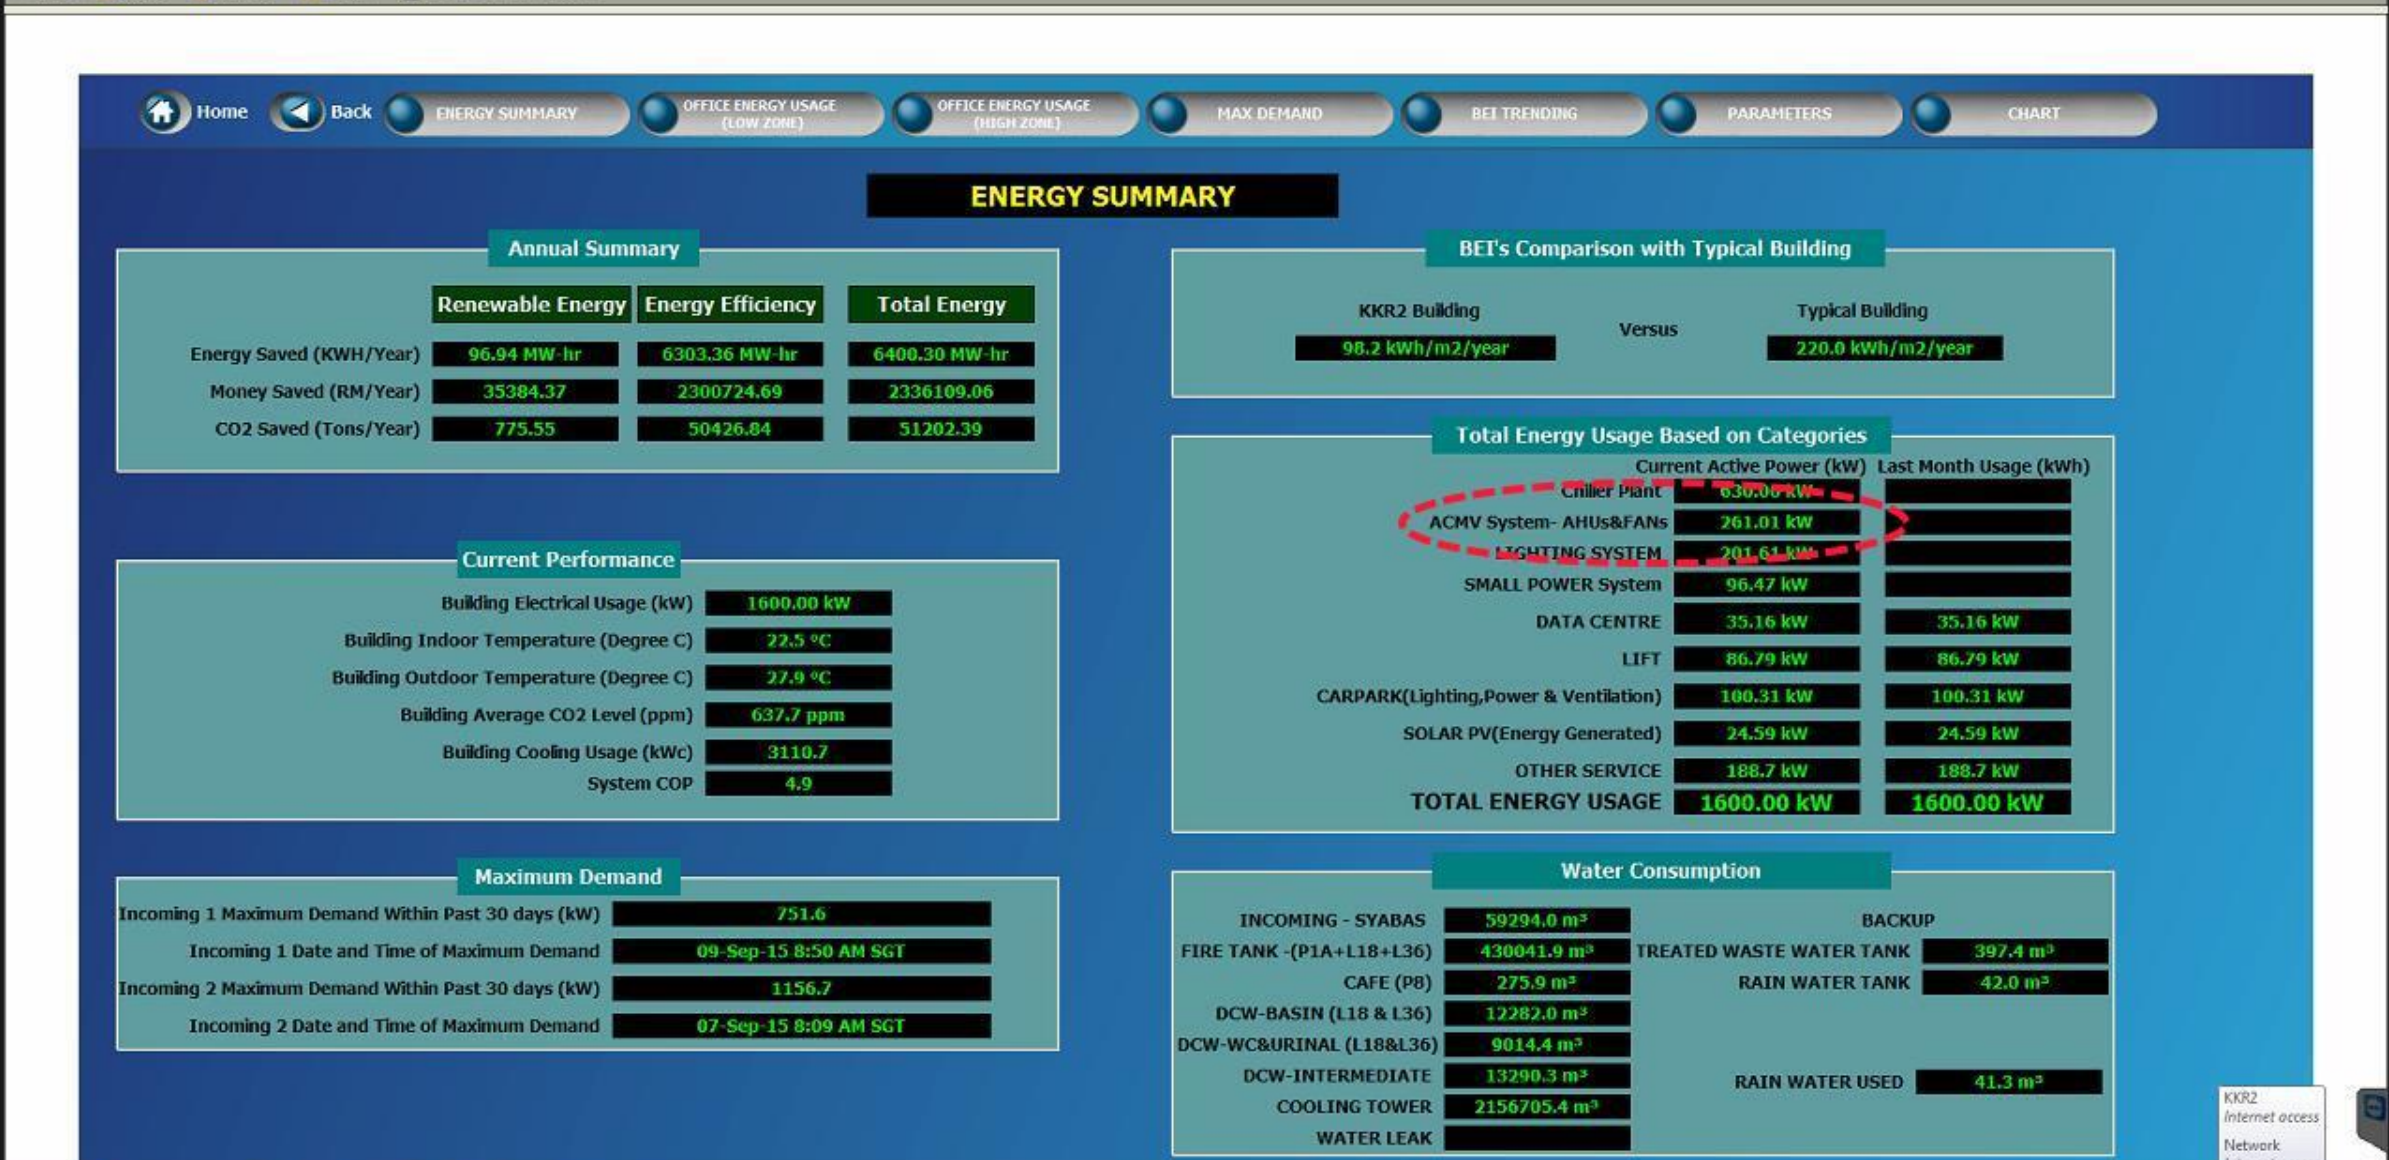 Home
Back
ENERGY SUMMARY
OFFICE ENERGY USAGE
(LOW ZONE)
OFFICE ENERGY USAGE
(HIGH ZONE)
MAX DEMAND
BEI TRENDING
PARAMETERS
CHART
ENERGY SUMMARY
Annual Summary
Renewable Energy Energy Efficiency Total Energy
Energy Saved (KWH/Year) 96.94 MW-hr 6303.36 MW-hr 6400.30 MW-hr
Money Saved (RM/Year) 35384.37 2300724.69 2336109.06
CO2 Saved (Tons/Year) 775.55 50426.84 51202.39
Current Performance
Building Electrical Usage (kW) 1600.00 kW
Building Indoor Temperature (Degree C) 22.5 ºC
Building Outdoor Temperature (Degree C) 27.9 ºC
Building Average CO2 Level (ppm) 637.7 ppm
Building Cooling Usage (kWc) 3110.7
System COP 4.9
Maximum Demand
Incoming 1 Maximum Demand Within Past 30 days (kW) 751.6
Incoming 1 Date and Time of Maximum Demand 09-Sep-15 8:50 AM SGT
Incoming 2 Maximum Demand Within Past 30 days (kW) 1156.7
Incoming 2 Date and Time of Maximum Demand 07-Sep-15 8:09 AM SGT
BEI's Comparison with Typical Building
KKR2 Building Typical Building
Versus
98.2 kWh/m2/year 220.0 kWh/m2/year
Total Energy Usage Based on Categories
Current Active Power (kW) Last Month Usage (kWh)
Chiller Plant 630.06 kW
ACMV System- AHUs&FANs 261.01 kW
LIGHTING SYSTEM 201.61 kW
SMALL POWER System 96.47 kW
DATA CENTRE 35.16 kW 35.16 kW
LIFT 86.79 kW 86.79 kW
CARPARK(Lighting,Power & Ventilation) 100.31 kW 100.31 kW
SOLAR PV(Energy Generated) 24.59 kW 24.59 kW
OTHER SERVICE 188.7 kW 188.7 kW
TOTAL ENERGY USAGE 1600.00 kW 1600.00 kW
Water Consumption
INCOMING - SYABAS 59294.0 m³ BACKUP
FIRE TANK -(P1A+L18+L36) 430041.9 m³ TREATED WASTE WATER TANK 397.4 m³
CAFE (P8) 275.9 m³ RAIN WATER TANK 42.0 m³
DCW-BASIN (L18 & L36) 12282.0 m³
DCW-WC&URINAL (L18&L36) 9014.4 m³
DCW-INTERMEDIATE 13290.3 m³ RAIN WATER USED 41.3 m³
COOLING TOWER 2156705.4 m³
WATER LEAK
KKR2
Internet access
Network